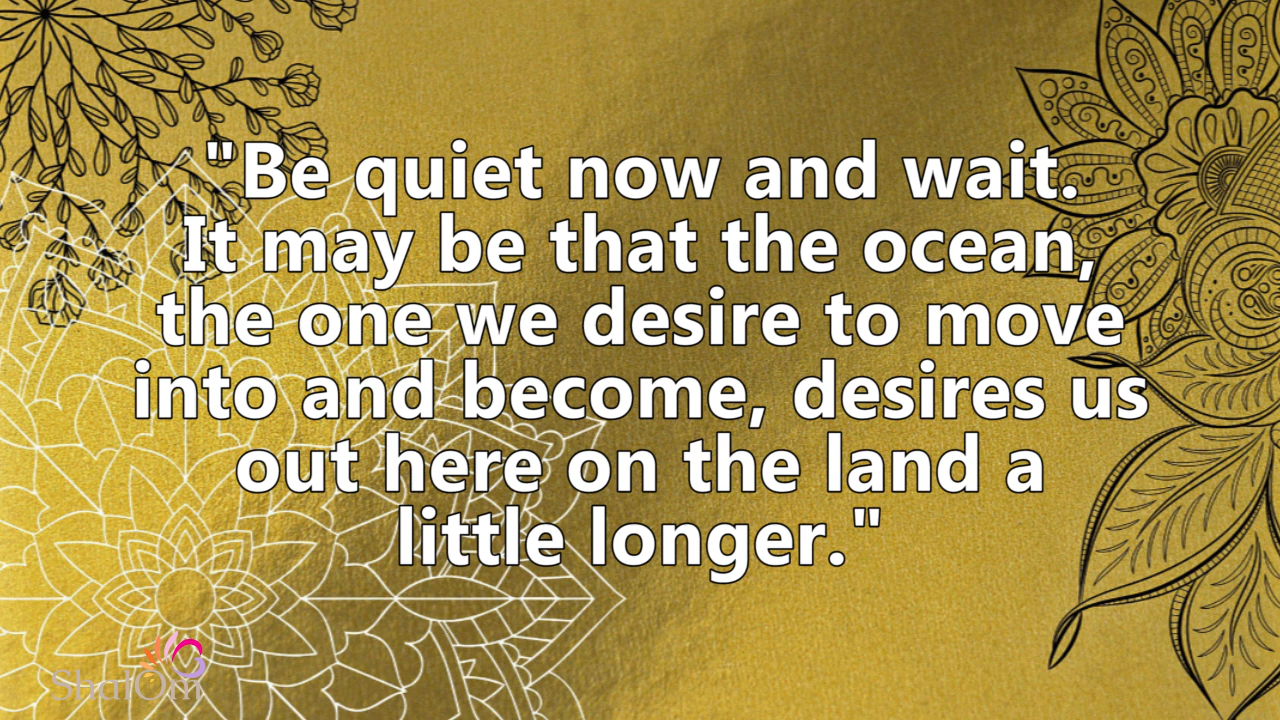 "Be quiet now and wait.
It may be that the ocean,
the one we desire to move
into and become, desires us
out here on the land a
little longer."
ShalOm